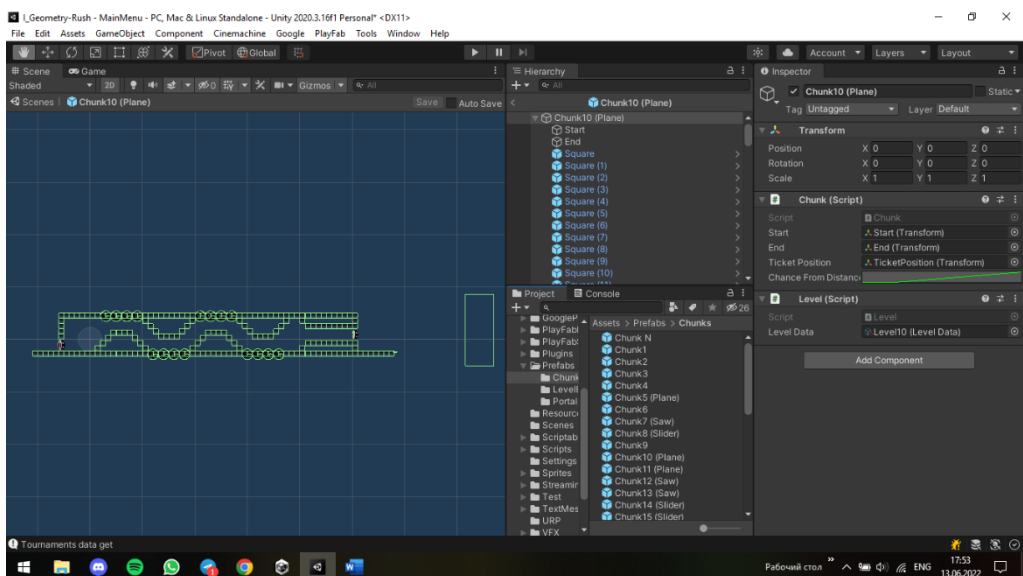 I_Geometry-Rush - MainMenu - PC, Mac & Linux Standalone - Unity 2020.3.16f1 Personal* <DX11>
File Edit Assets GameObject Component Cinemachine Google PlayFab Tools Window Help
Pivot Global Account Layers Layout
Scene Game
Shaded 2D 0 Gizmos All
Scenes Chunk10 (Plane) Save Auto Save
Hierarchy
All
Chunk10 (Plane)
Chunk10 (Plane)
Start
End
Square
Square (1)
Square (2)
Square (3)
Square (4)
Square (5)
Square (6)
Square (7)
Square (8)
Square (9)
Square (10)
Project Console
26
GoogleP
PlayFabE
PlayFabS
Plugins
Prefabs
Chunk
LevelE
Portal
Resource
Scenes
Scriptab
Scripts
Settings
Sprites
Streamin
Test
TextMes
URP
VFX
Assets > Prefabs > Chunks
Chunk N
Chunk1
Chunk2
Chunk3
Chunk4
Chunk5 (Plane)
Chunk6
Chunk7 (Saw)
Chunk8 (Slider)
Chunk9
Chunk10 (Plane)
Chunk11 (Plane)
Chunk12 (Saw)
Chunk13 (Saw)
Chunk14 (Slider)
Chunk15 (Slider)
Inspector
Chunk10 (Plane) Static
Tag Untagged Layer Default
Transform
Position X 0 Y 0 Z 0
Rotation X 0 Y 0 Z 0
Scale X 1 Y 1 Z 1
Chunk (Script)
Script Chunk
Start Start (Transform)
End End (Transform)
Ticket Position TicketPosition (Transform)
Chance From Distance
Level (Script)
Script Level
Level Data Level10 (Level Data)
Add Component
Tournaments data get
Рабочий стол ENG 17:53
13.06.2022